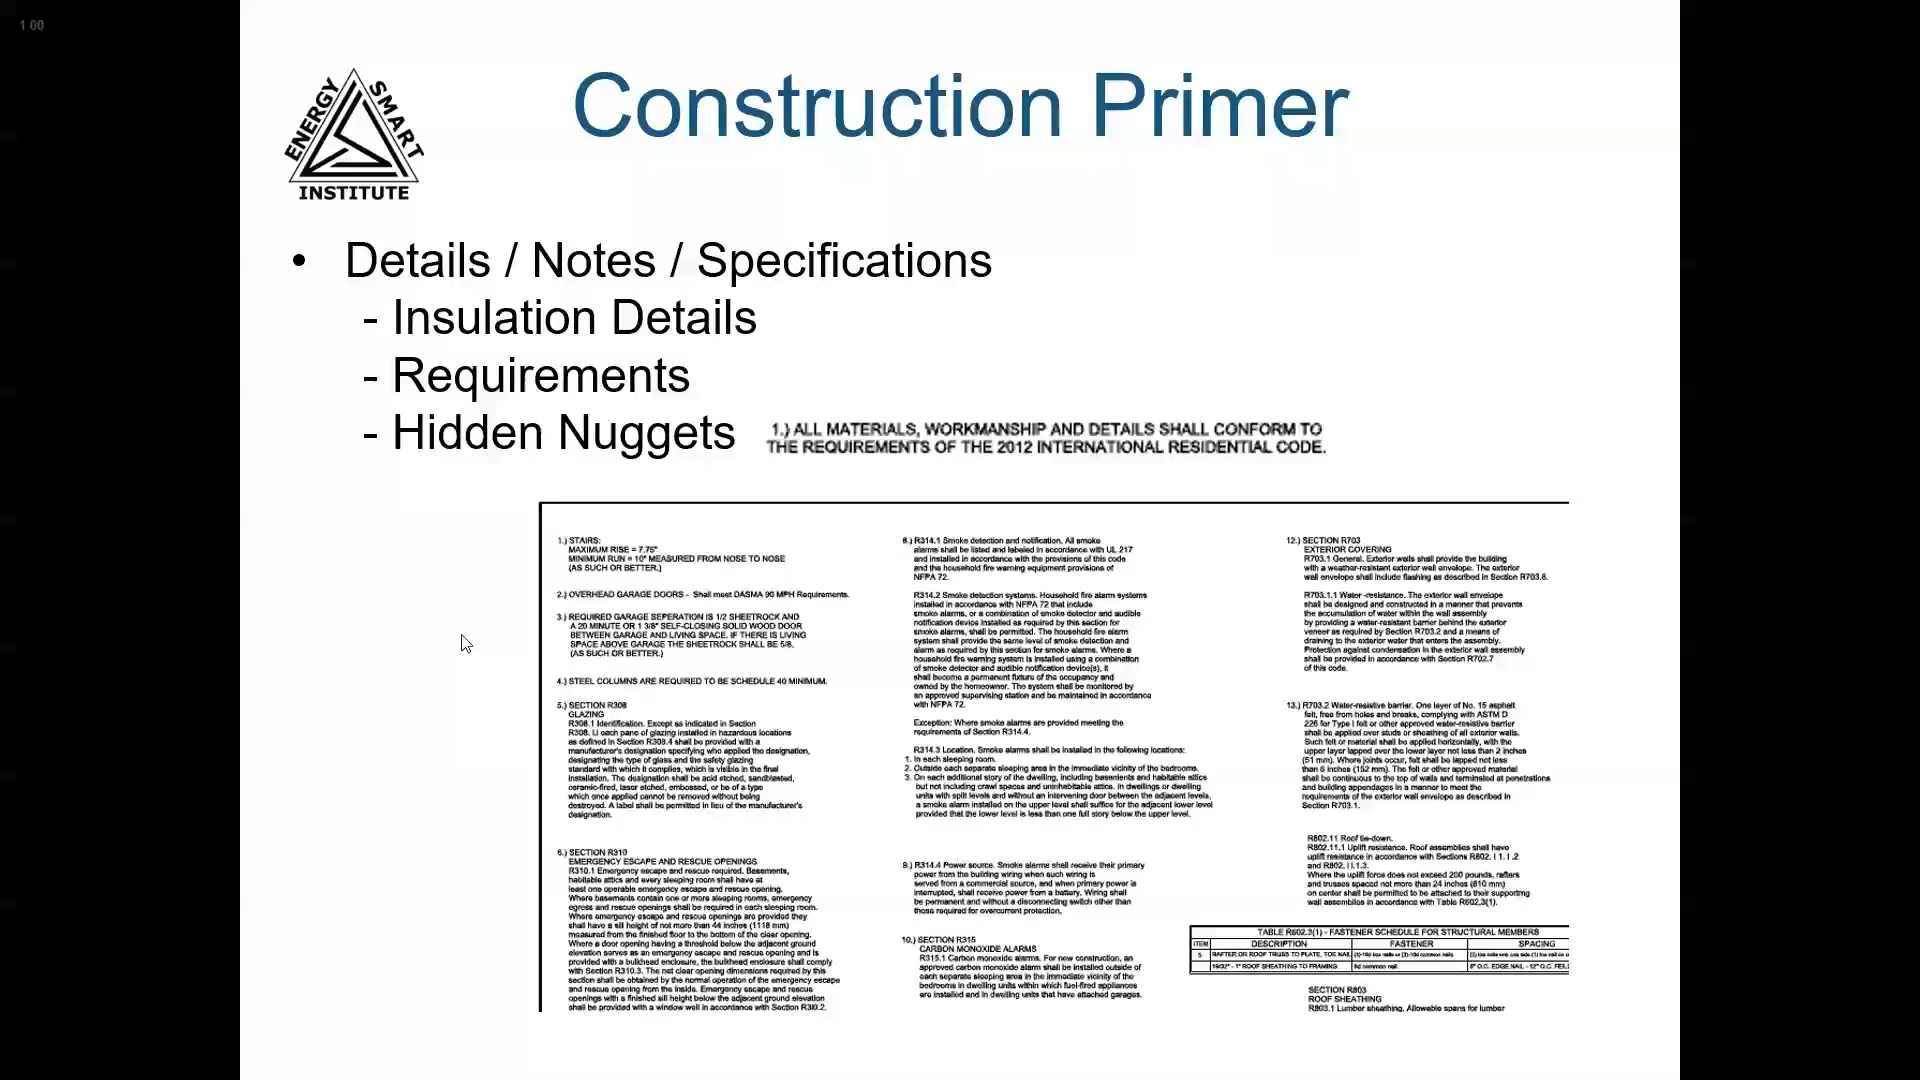 1 00
ENERGY SMART
INSTITUTE
Construction Primer
• Details / Notes / Specifications
- Insulation Details
- Requirements
- Hidden Nuggets
1.) ALL MATERIALS, WORKMANSHIP AND DETAILS SHALL CONFORM TO
THE REQUIREMENTS OF THE 2012 INTERNATIONAL RESIDENTIAL CODE.
1.) STAIRS:
MAXIMUM RISE = 7.75"
MINIMUM RUN = 10" MEASURED FROM NOSE TO NOSE
(AS SUCH OR BETTER.)
2.) OVERHEAD GARAGE DOORS - Shall meet DASMA 90 MPH Requirements.
3.) REQUIRED GARAGE SEPERATION IS 1/2 SHEETROCK AND
A 20 MINUTE OR 1 3/8" SELF-CLOSING SOLID WOOD DOOR
BETWEEN GARAGE AND LIVING SPACE. IF THERE IS LIVING
SPACE ABOVE GARAGE THE SHEETROCK SHALL BE 5/8.
(AS SUCH OR BETTER.)
4.) STEEL COLUMNS ARE REQUIRED TO BE SCHEDULE 40 MINIMUM.
5.) SECTION R308
GLAZING
R308.1 Identification. Except as indicated in Section
R308. each pane of glazing installed in hazardous locations
as defined in Section R308.4 shall be provided with a
manufacturer's designation specifying who applied the designation,
designating the type of glass and the safety glazing
standard with which it complies, which is visible in the final
installation. The designation shall be acid etched, sandblasted,
ceramic-fired, laser etched, embossed, or be of a type
which once applied cannot be removed without being
destroyed. A label shall be permitted in lieu of the manufacturer's
designation.
6.) SECTION R310
EMERGENCY ESCAPE AND RESCUE OPENINGS
R310.1 Emergency escape and rescue required. Basements,
habitable attics and every sleeping room shall have at
least one operable emergency escape and rescue opening.
Where basements contain one or more sleeping rooms, emergency
egress and rescue openings shall be required in each sleeping room.
Where emergency escape and rescue openings are provided they
shall have a sill height of not more than 44 inches (1118 mm)
measured from the finished floor to the bottom of the clear opening.
Where a door opening having a threshold below the adjacent ground
elevation serves as an emergency escape and rescue opening and is
provided with a bulkhead enclosure, the bulkhead enclosure shall comply
with Section R310.3. The net clear opening dimensions required by this
section shall be obtained by the normal operation of the emergency escape
and rescue opening from the inside. Emergency escape and rescue
openings with a finished sill height below the adjacent ground elevation
shall be provided with a window well in accordance with Section R310.2.
8.) R314.1 Smoke detection and notification. All smoke
alarms shall be listed and labeled in accordance with UL 217
and installed in accordance with the provisions of this code
and the household fire warning equipment provisions of
NFPA 72.
R314.2 Smoke detection systems. Household fire alarm systems
installed in accordance with NFPA 72 that include
smoke alarms, or a combination of smoke detector and audible
notification device installed as required by this section for
smoke alarms, shall be permitted. The household fire alarm
system shall provide the same level of smoke detection and
alarm as required by this section for smoke alarms. Where a
household fire warning system is installed using a combination
of smoke detector and audible notification device(s), it
shall become a permanent fixture of the occupancy and
owned by the homeowner. The system shall be monitored by
an approved supervising station and be maintained in accordance
with NFPA 72.
Exception: Where smoke alarms are provided meeting the
requirements of Section R314.4.
R314.3 Location. Smoke alarms shall be installed in the following locations:
1. In each sleeping room.
2. Outside each separate sleeping area in the immediate vicinity of the bedrooms.
3. On each additional story of the dwelling, including basements and habitable attics
but not including crawl spaces and uninhabitable attics. In dwellings or dwelling
units with split levels and without an intervening door between the adjacent levels,
a smoke alarm installed on the upper level shall suffice for the adjacent lower level
provided that the lower level is less than one full story below the upper level.
9.) R314.4 Power source. Smoke alarms shall receive their primary
power from the building wiring when such wiring is
served from a commercial source, and when primary power is
interrupted, shall receive power from a battery. Wiring shall
be permanent and without a disconnecting switch other than
those required for overcurrent protection.
10.) SECTION R315
CARBON MONOXIDE ALARMS
R315.1 Carbon monoxide alarms. For new construction, an
approved carbon monoxide alarm shall be installed outside of
each separate sleeping area in the immediate vicinity of the
bedrooms in dwelling units within which fuel-fired appliances
are installed and in dwelling units that have attached garages.
12.) SECTION R703
EXTERIOR COVERING
R703.1 General. Exterior walls shall provide the building
with a weather-resistant exterior wall envelope. The exterior
wall envelope shall include flashing as described in Section R703.8.
R703.1.1 Water -resistance. The exterior wall envelope
shall be designed and constructed in a manner that prevents
the accumulation of water within the wall assembly
by providing a water-resistant barrier behind the exterior
veneer as required by Section R703.2 and a means of
draining to the exterior water that enters the assembly.
Protection against condensation in the exterior wall assembly
shall be provided in accordance with Section R702.7
of this code.
13.) R703.2 Water-resistive barrier. One layer of No. 15 asphalt
felt, free from holes and breaks, complying with ASTM D
226 for Type I felt or other approved water-resistive barrier
shall be applied over studs or sheathing of all exterior walls.
Such felt or material shall be applied horizontally, with the
upper layer lapped over the lower layer not less than 2 inches
(51 mm). Where joints occur, felt shall be lapped not less
than 6 inches (152 mm). The felt or other approved material
shall be continuous to the top of walls and terminated at penetrations
and building appendages in a manner to meet the
requirements of the exterior wall envelope as described in
Section R703.1.
R802.11 Roof tie-down.
R802.11.1 Uplift resistance. Roof assemblies shall have
uplift resistance in accordance with Sections R802. I 1. I .2
and R802. I I.1.3.
Where the uplift force does not exceed 200 pounds, rafters
and trusses spaced not more than 24 inches (610 mm)
on center shall be permitted to be attached to their supporting
wall assemblies in accordance with Table R602.3(1).
TABLE R602.3(1) - FASTENER SCHEDULE FOR STRUCTURAL MEMBERS
ITEM DESCRIPTION FASTENER SPACING
5 RAFTER OR ROOF TRUSS TO PLATE, TOE NAIL
19/32" - 1" ROOF SHEATHING TO FRAMING. 8d common nail 6" O.C. EDGE NAIL - 12" O.C.
SECTION R803
ROOF SHEATHING
R803.1 Lumber sheathing. Allowable spans for lumber